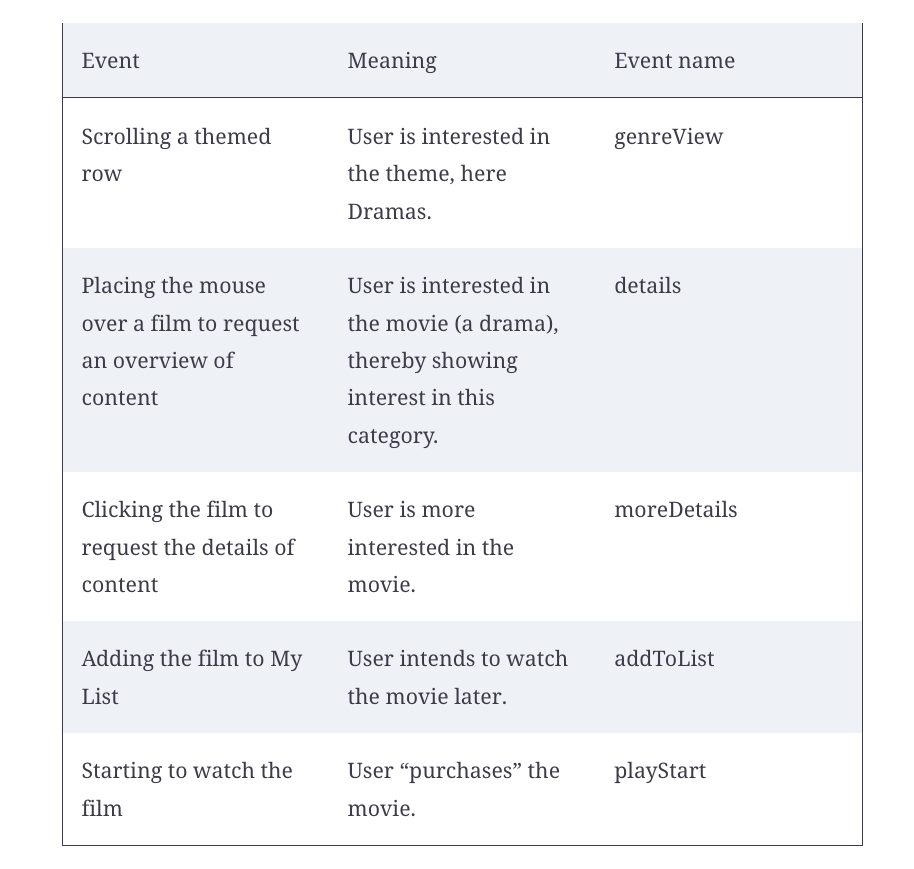 Event Meaning Event name
Scrolling a themed
row
User is interested in
the theme, here
Dramas.
genreView
Placing the mouse
over a film to request
an overview of
content
User is interested in
the movie (a drama),
thereby showing
interest in this
category.
details
Clicking the film to
request the details of
content
User is more
interested in the
movie.
moreDetails
Adding the film to My
List
User intends to watch
the movie later.
addToList
Starting to watch the
film
User “purchases” the
movie.
playStart